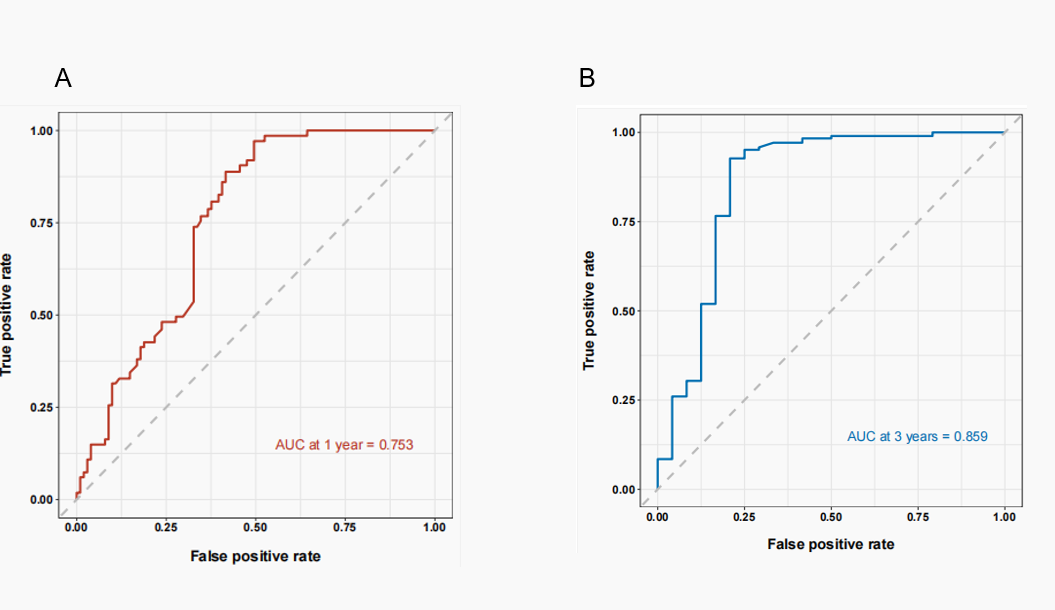 A
1.00
0.75
0.50
0.25
0.00
True positive rate
AUC at 1 year = 0.753
0.00 0.25 0.50 0.75 1.00
False positive rate
B
1.00
0.75
0.50
0.25
0.00
True positive rate
AUC at 3 years = 0.859
0.00 0.25 0.50 0.75 1.00
False positive rate